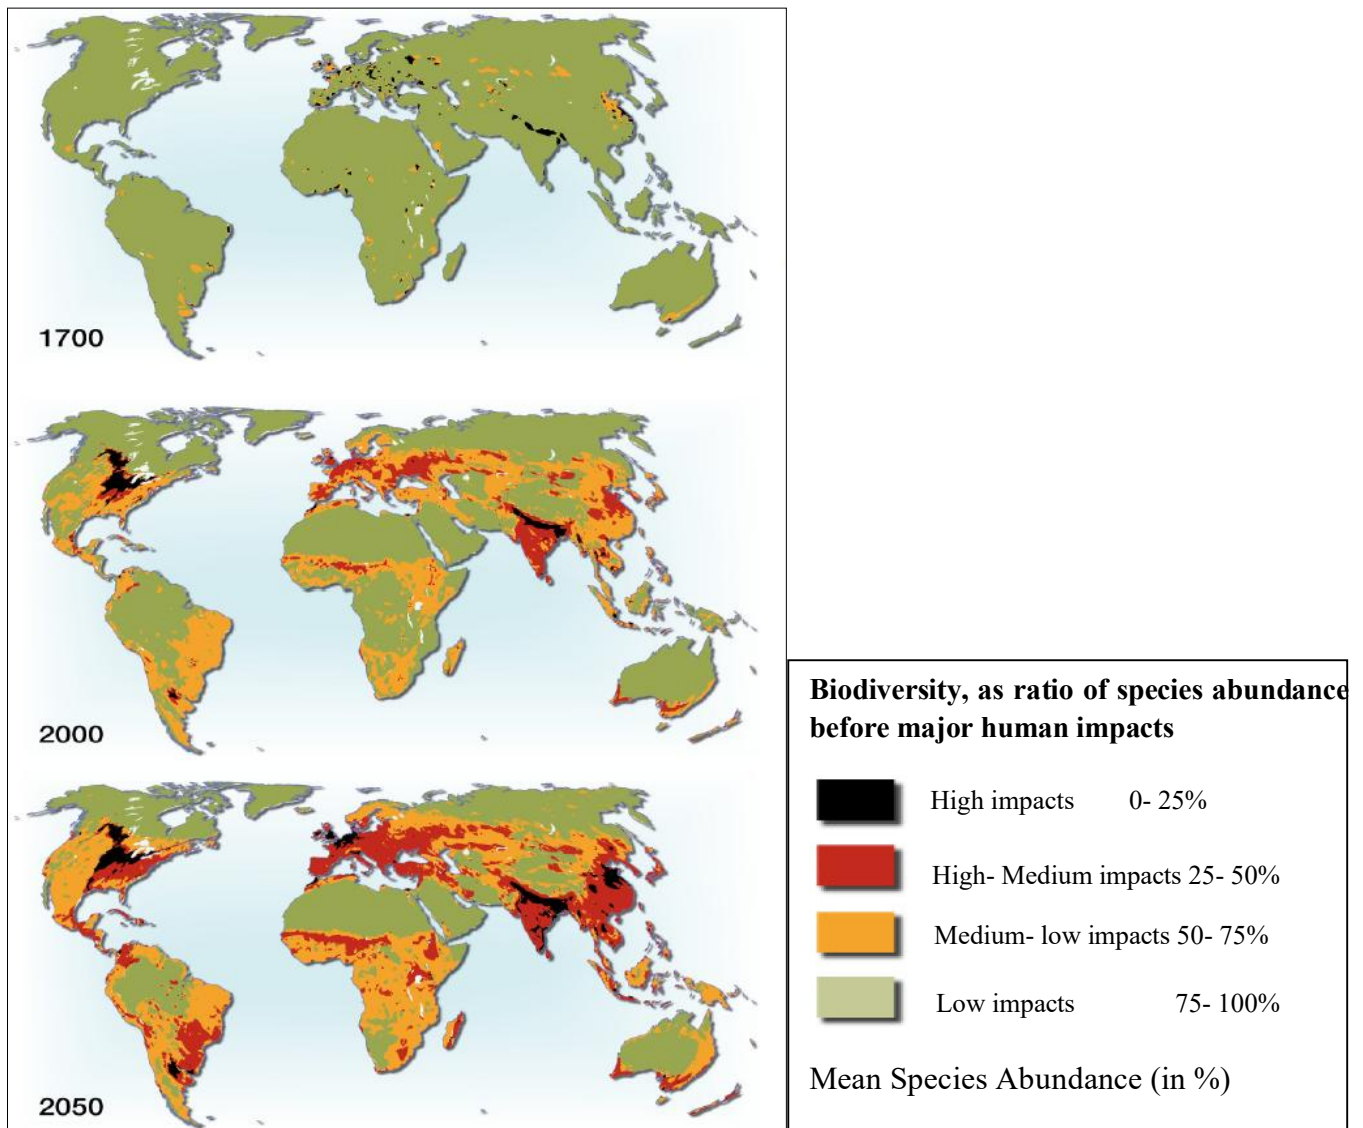 1700
2000
2050
Biodiversity, as ratio of species abundance
before major human impacts
High impacts 0- 25%
High- Medium impacts 25- 50%
Medium- low impacts 50- 75%
Low impacts 75- 100%
Mean Species Abundance (in %)